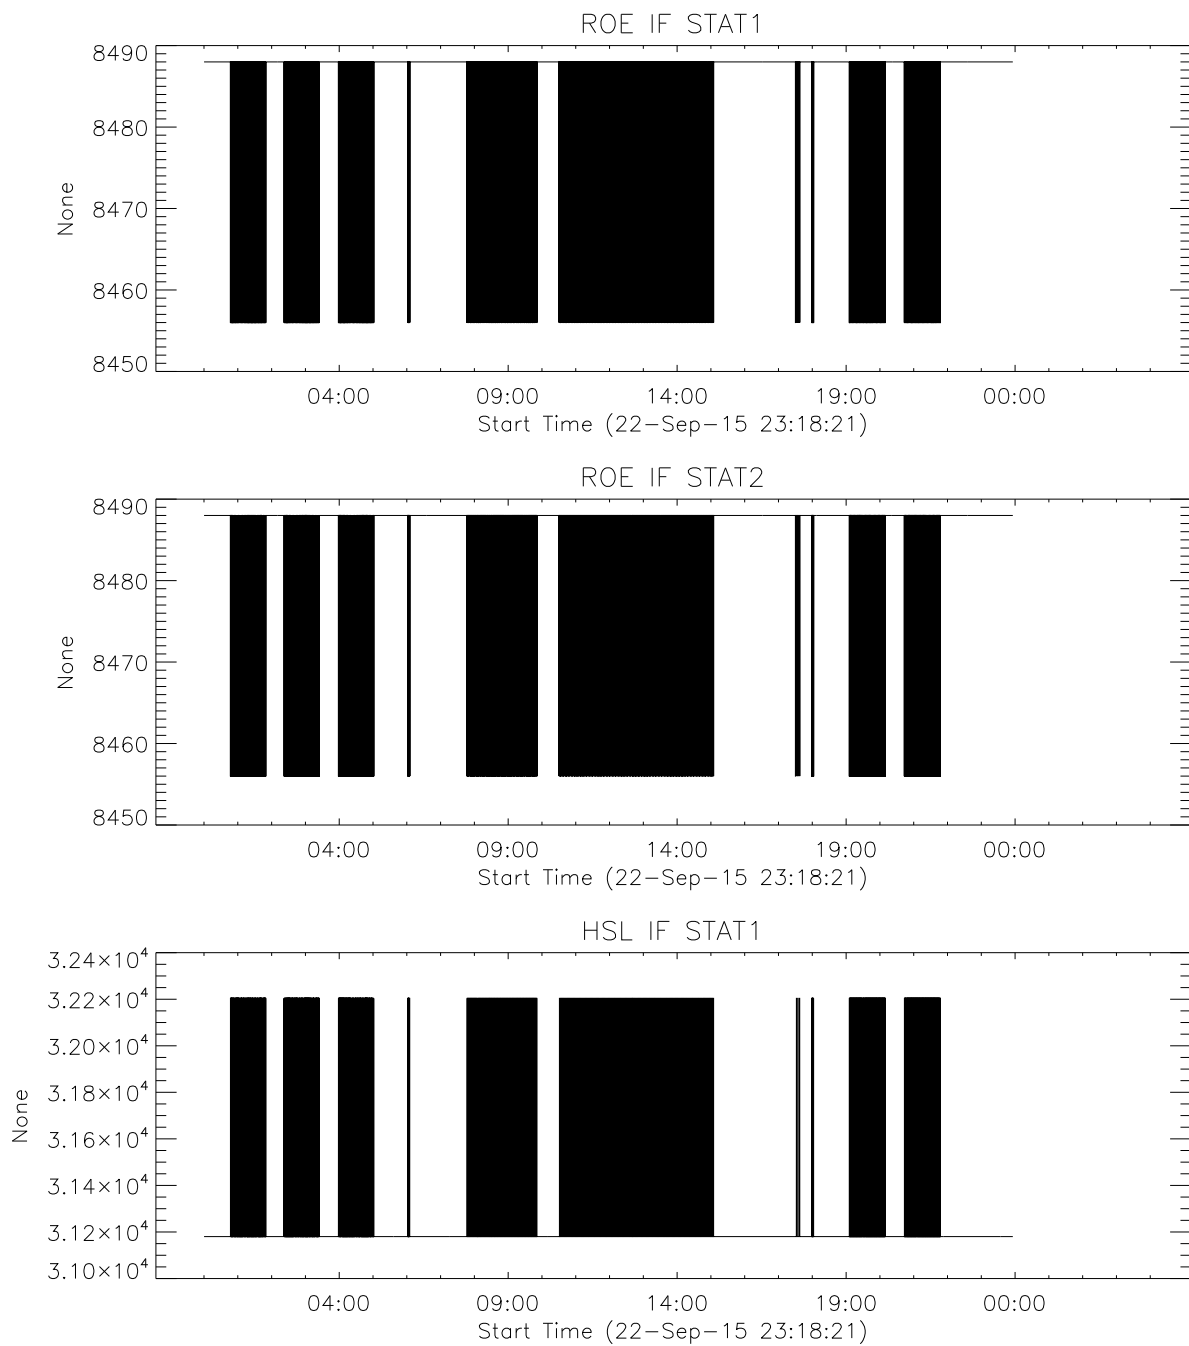 ROE IF STAT1
8490
8480
8470
8460
8450
None
04:00 09:00 14:00 19:00 00:00
Start Time (22-Sep-15 23:18:21)
ROE IF STAT2
8490
8480
8470
8460
8450
None
04:00 09:00 14:00 19:00 00:00
Start Time (22-Sep-15 23:18:21)
HSL IF STAT1
3.24×10⁴
3.22×10⁴
3.20×10⁴
3.18×10⁴
3.16×10⁴
3.14×10⁴
3.12×10⁴
3.10×10⁴
None
04:00 09:00 14:00 19:00 00:00
Start Time (22-Sep-15 23:18:21)